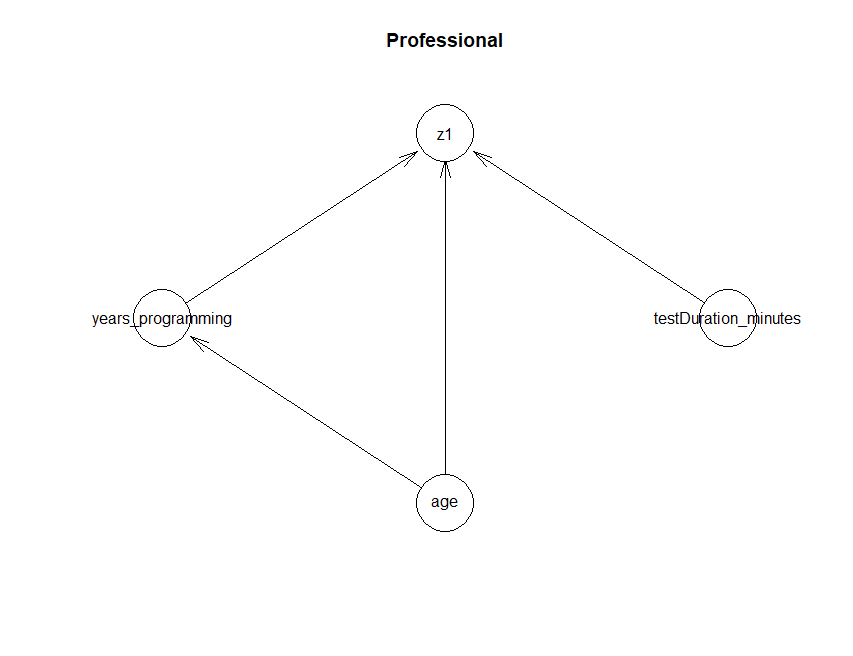 Professional
z1
years_programming
testDuration_minutes
age